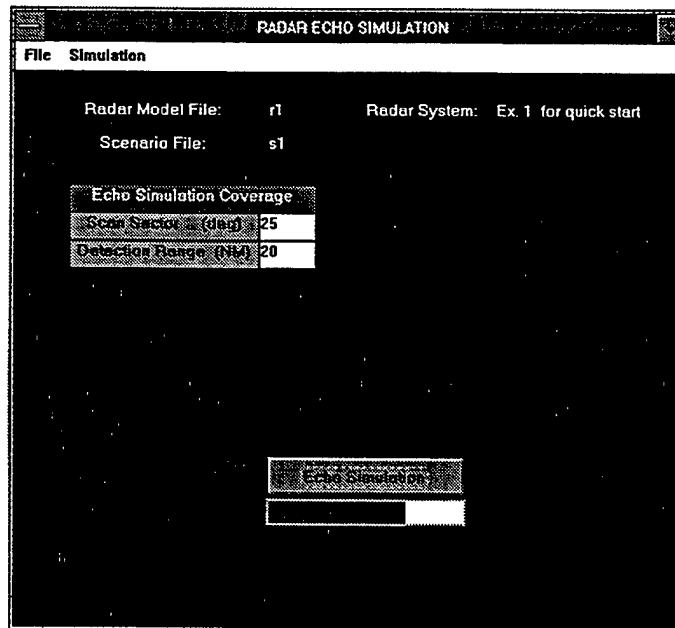 RADAR ECHO SIMULATION
File Simulation
Radar Model File: r1 Radar System: Ex. 1 for quick start
Scenario File: s1
Echo Simulation Coverage
Scan Sector (deg) 25
Detection Range (NM) 20
Echo Simulation